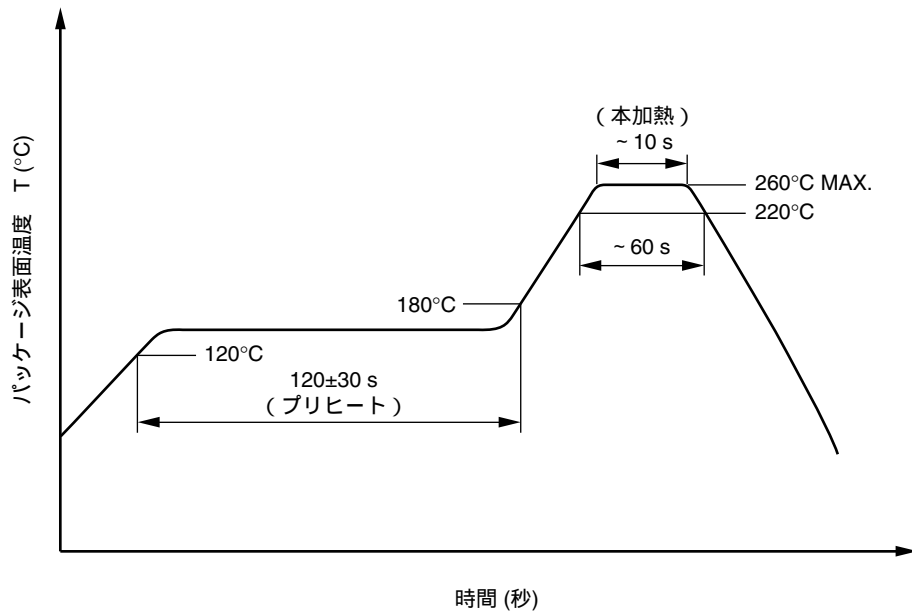 (本加熱)
~ 10 s
260°C MAX.
220°C
~ 60 s
180°C
120°C
120±30 s
(プリヒート)
パッケージ表面温度 T (°C)
時間 (秒)